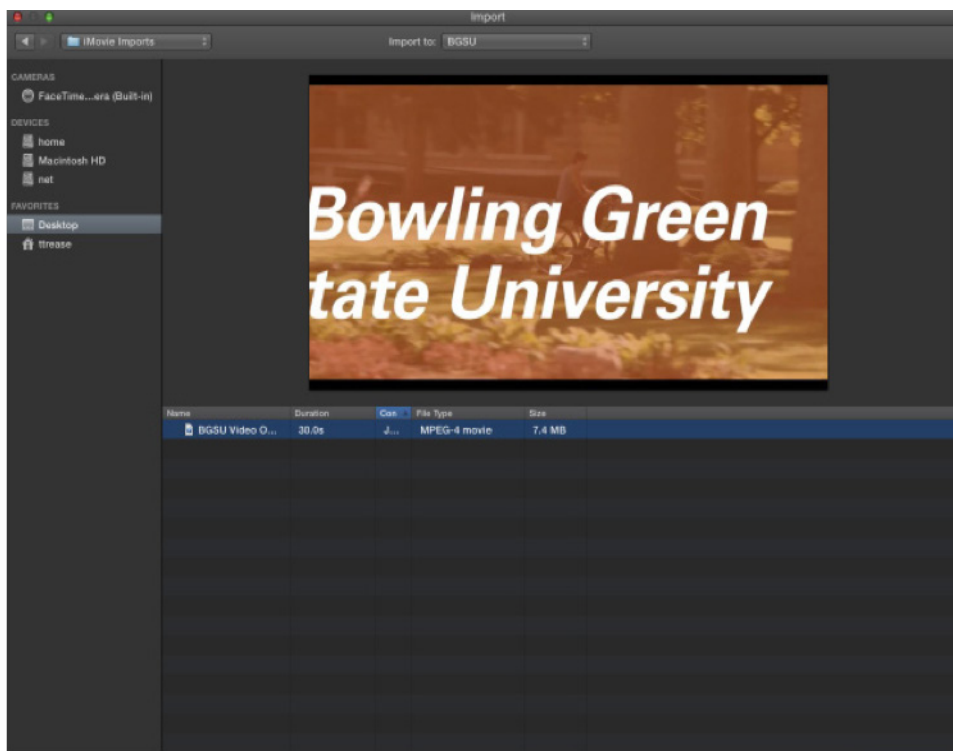 Import
iMovie Imports
Import to: BGSU
CAMERAS
FaceTime...era (Built-in)
DEVICES
home
Macintosh HD
net
FAVORITES
Desktop
ttrease
Bowling Green
tate University
Name Duration Con File Type Size
BGSU Video O... 30.0s J... MPEG-4 movie 7.4 MB